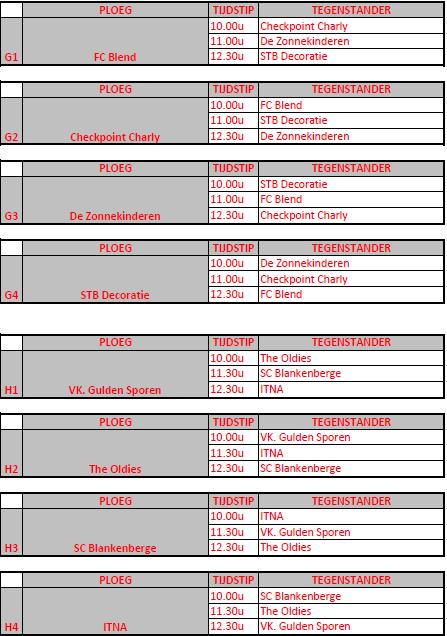 PLOEG TIJDSTIP TEGENSTANDER
10.00u Checkpoint Charly
11.00u De Zonnekinderen
G1 FC Blend 12.30u STB Decoratie
PLOEG TIJDSTIP TEGENSTANDER
10.00u FC Blend
11.00u STB Decoratie
G2 Checkpoint Charly 12.30u De Zonnekinderen
PLOEG TIJDSTIP TEGENSTANDER
10.00u STB Decoratie
11.00u FC Blend
G3 De Zonnekinderen 12.30u Checkpoint Charly
PLOEG TIJDSTIP TEGENSTANDER
10.00u De Zonnekinderen
11.00u Checkpoint Charly
G4 STB Decoratie 12.30u FC Blend
PLOEG TIJDSTIP TEGENSTANDER
10.00u The Oldies
11.30u SC Blankenberge
H1 VK. Gulden Sporen 12.30u ITNA
PLOEG TIJDSTIP TEGENSTANDER
10.00u VK. Gulden Sporen
11.30u ITNA
H2 The Oldies 12.30u SC Blankenberge
PLOEG TIJDSTIP TEGENSTANDER
10.00u ITNA
11.30u VK. Gulden Sporen
H3 SC Blankenberge 12.30u The Oldies
PLOEG TIJDSTIP TEGENSTANDER
10.00u SC Blankenberge
11.30u The Oldies
H4 ITNA 12.30u VK. Gulden Sporen